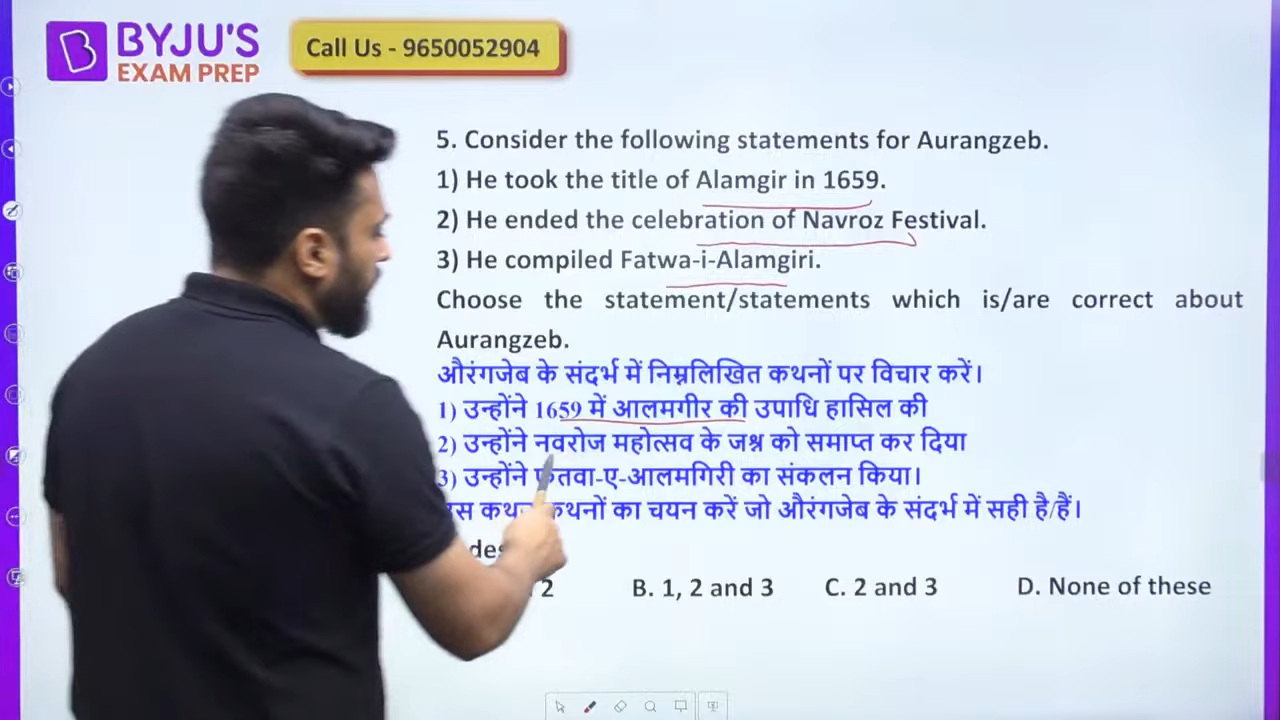 BYJU'S
EXAM PREP
Call Us - 9650052904
5. Consider the following statements for Aurangzeb.
1) He took the title of Alamgir in 1659.
2) He ended the celebration of Navroz Festival.
3) He compiled Fatwa-i-Alamgiri.
Choose the statement/statements which is/are correct about
Aurangzeb.
औरंगजेब के संदर्भ में निम्नलिखित कथनों पर विचार करें।
1) उन्होंने 1659 में आलमगीर की उपाधि हासिल की
2) उन्होंने नवरोज महोत्सव के जश्न को समाप्त कर दिया
3) उन्होंने फतवा-ए-आलमगिरी का संकलन किया।
कथनों का चयन करें जो औरंगजेब के संदर्भ में सही है/हैं।
2 B. 1, 2 and 3 C. 2 and 3 D. None of these